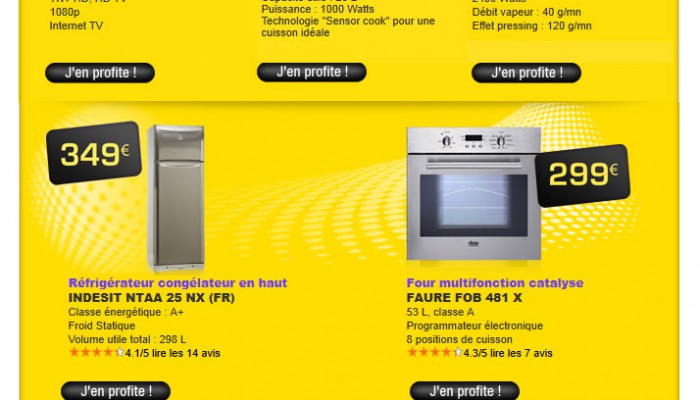 1080p
Internet TV
Puissance : 1000 Watts
Technologie "Sensor cook" pour une
cuisson idéale
Débit vapeur : 40 g/mn
Effet pressing : 120 g/mn
J'en profite !
J'en profite !
J'en profite !
349€
299€
Réfrigérateur congélateur en haut
INDESIT NTAA 25 NX (FR)
Classe énergétique : A+
Froid Statique
Volume utile total : 298 L
4.1/5 lire les 14 avis
J'en profite !
Four multifonction catalyse
FAURE FOB 481 X
53 L, classe A
Programmateur électronique
8 positions de cuisson
4.3/5 lire les 7 avis
J'en profite !